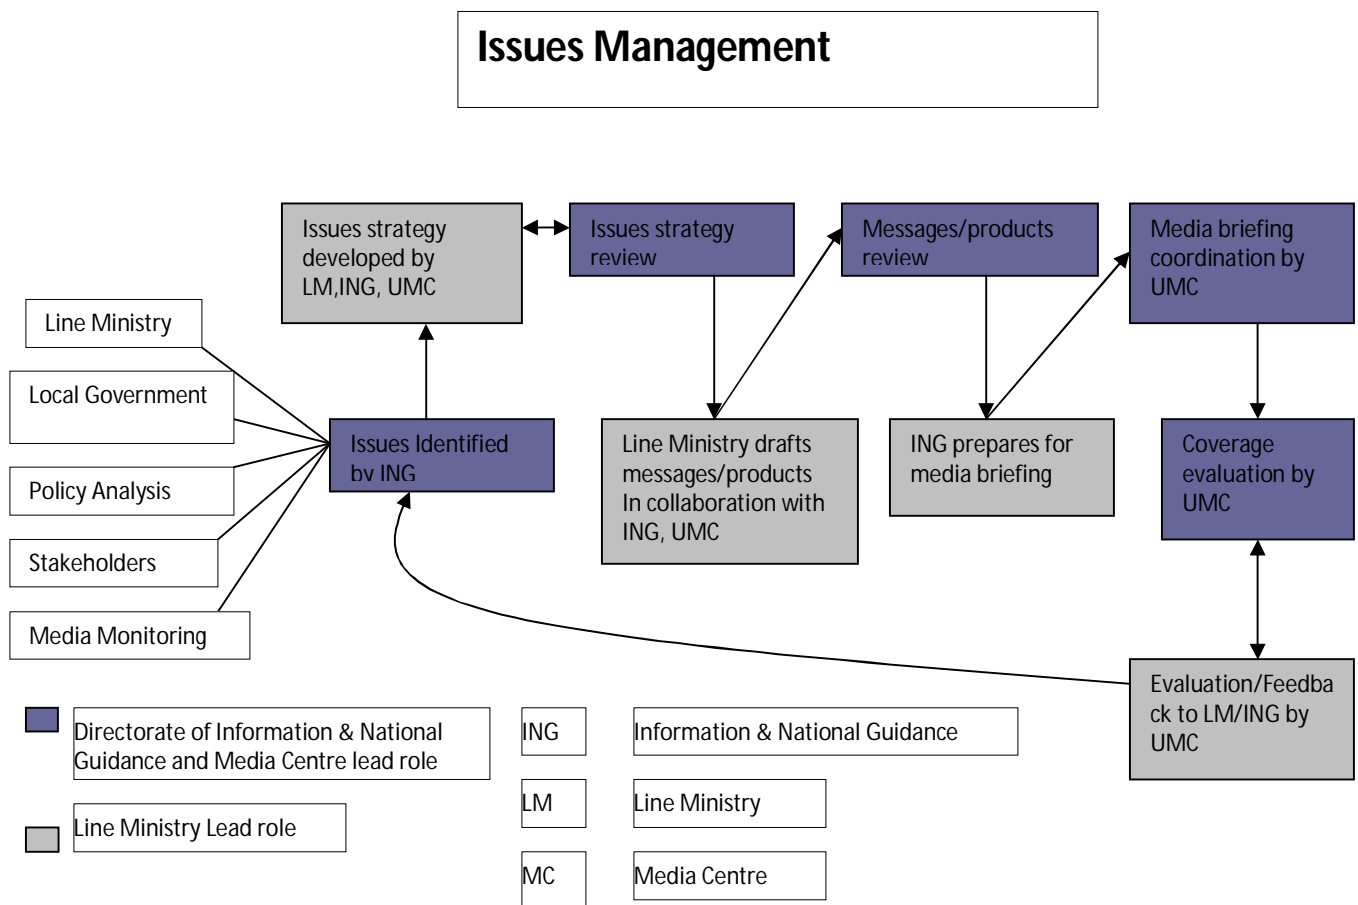 Issues Management
Issues strategy
developed by
LM,ING, UMC
Issues strategy
review
Messages/products
review
Media briefing
coordination by
UMC
Line Ministry
Local Government
Policy Analysis
Stakeholders
Media Monitoring
Issues Identified
by ING
Line Ministry drafts
messages/products
In collaboration with
ING, UMC
ING prepares for
media briefing
Coverage
evaluation by
UMC
Evaluation/Feedba
ck to LM/ING by
UMC
Directorate of Information & National
Guidance and Media Centre lead role
Line Ministry Lead role
ING
Information & National Guidance
LM
Line Ministry
MC
Media Centre